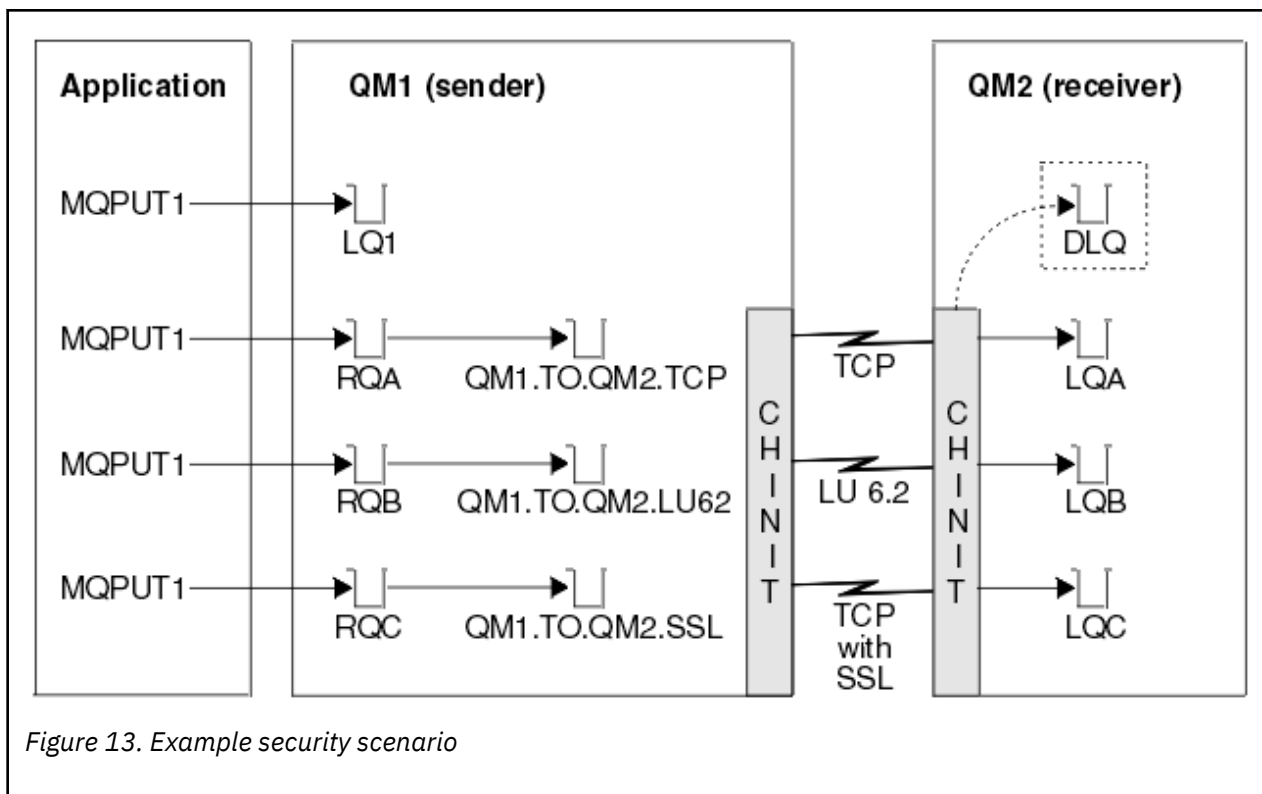 Application
QM1 (sender)
QM2 (receiver)
MQPUT1
LQ1
DLQ
MQPUT1
RQA
QM1.TO.QM2.TCP
TCP
LQA
MQPUT1
RQB
QM1.TO.QM2.LU62
LU 6.2
LQB
MQPUT1
RQC
QM1.TO.QM2.SSL
TCP
with
SSL
LQC
C
H
I
N
I
T
C
H
I
N
I
T
Figure 13. Example security scenario